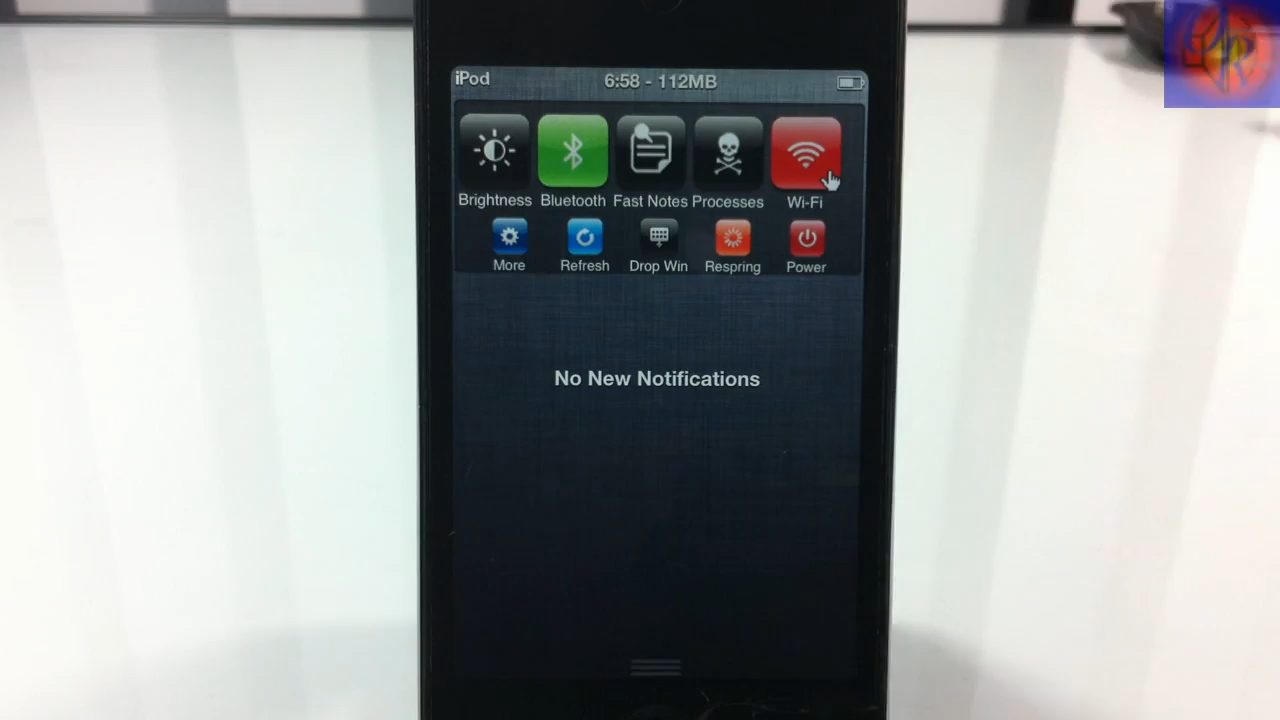 iPod 6:58 - 112MB
Brightness Bluetooth Fast Notes Processes Wi-Fi
More Refresh Drop Win Respring Power
No New Notifications